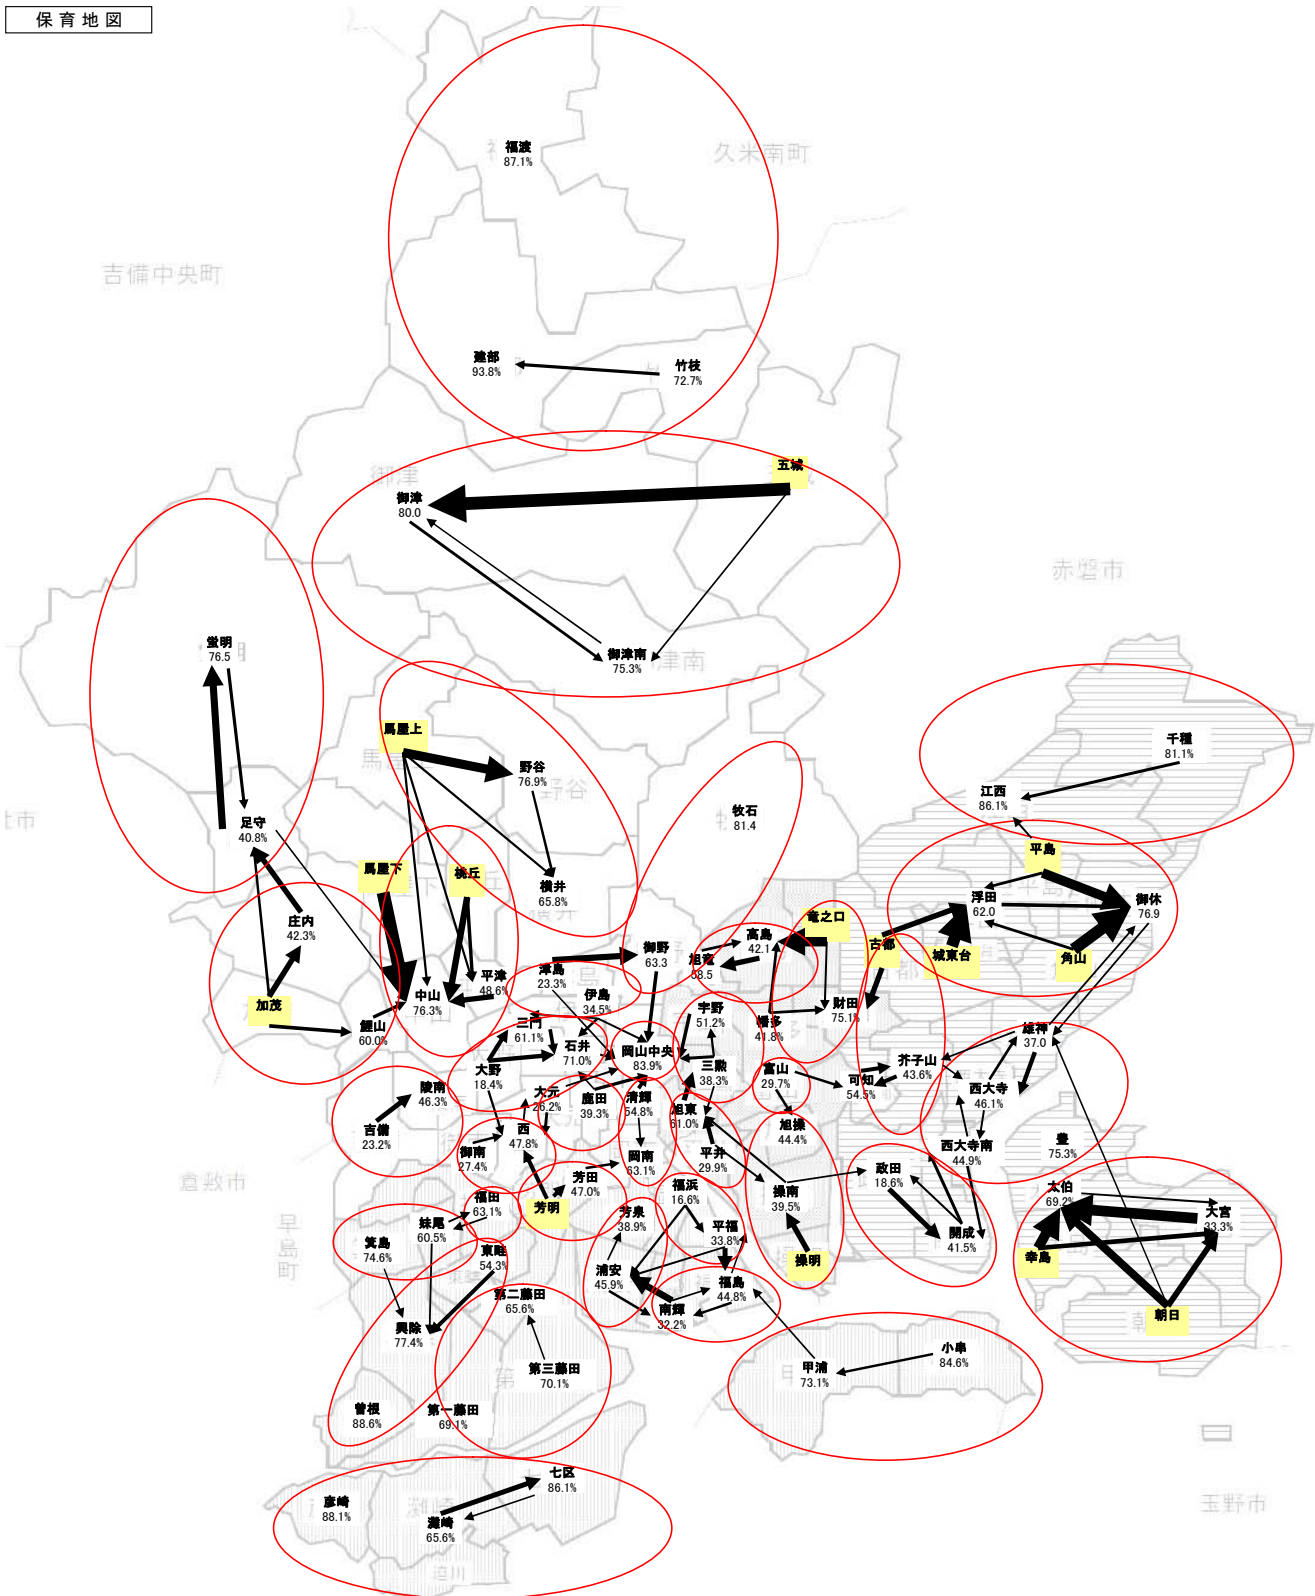 保育地図
福渡
87.1%
久米南町
吉備中央町
建部
93.8%
竹枝
72.7%
五城
御津
御津
80.0
赤磐市
御津南
75.3%
津南
蛍明
76.5
馬屋上
野谷
76.9%
野谷
千種
81.1%
江西
86.1%
牧石
81.4
足守
40.8%
平島
馬屋下
桃丘
横井
65.8%
浮田
62.0
御休
76.9
庄内
42.3%
竜之口
高島
42.1
古都
城東台
角山
御野
63.3
旭竜
58.5
津島
23.3%
平津
48.6%
中山
76.3%
加茂
鯉山
60.0%
伊島
34.5%
宇野
51.2%
幡多
41.8%
財田
75.1%
三門
61.1%
石井
71.0%
岡山中央
83.9%
雄神
37.0
三勲
38.3%
富山
29.7%
可知
54.5%
芥子山
43.6%
大野
18.4%
西大寺
46.1%
陵南
46.3%
大元
26.2%
鹿田
39.3%
清輝
54.8%
旭東
61.0%
旭操
44.4%
吉備
23.2%
西
47.8%
西大寺南
44.9%
豊
75.3%
御南
27.4%
岡南
63.1%
平井
29.9%
政田
18.6%
倉敷市
芳田
47.0%
操南
39.5%
太伯
69.2%
福田
63.1%
芳明
福浜
16.6%
大宮
33.3%
早島町
妹尾
60.5%
芳泉
38.9%
平福
33.8%
開成
41.5%
箕島
74.6%
東畦
54.3%
操明
幸島
浦安
45.9%
福島
44.8%
第二藤田
65.6%
南輝
32.2%
朝日
興除
77.4%
小串
84.6%
第三藤田
70.1%
甲浦
73.1%
曽根
88.6%
第一藤田
69.1%
七区
86.1%
彦崎
88.1%
灘崎
灘崎
65.6%
玉野市
迫川